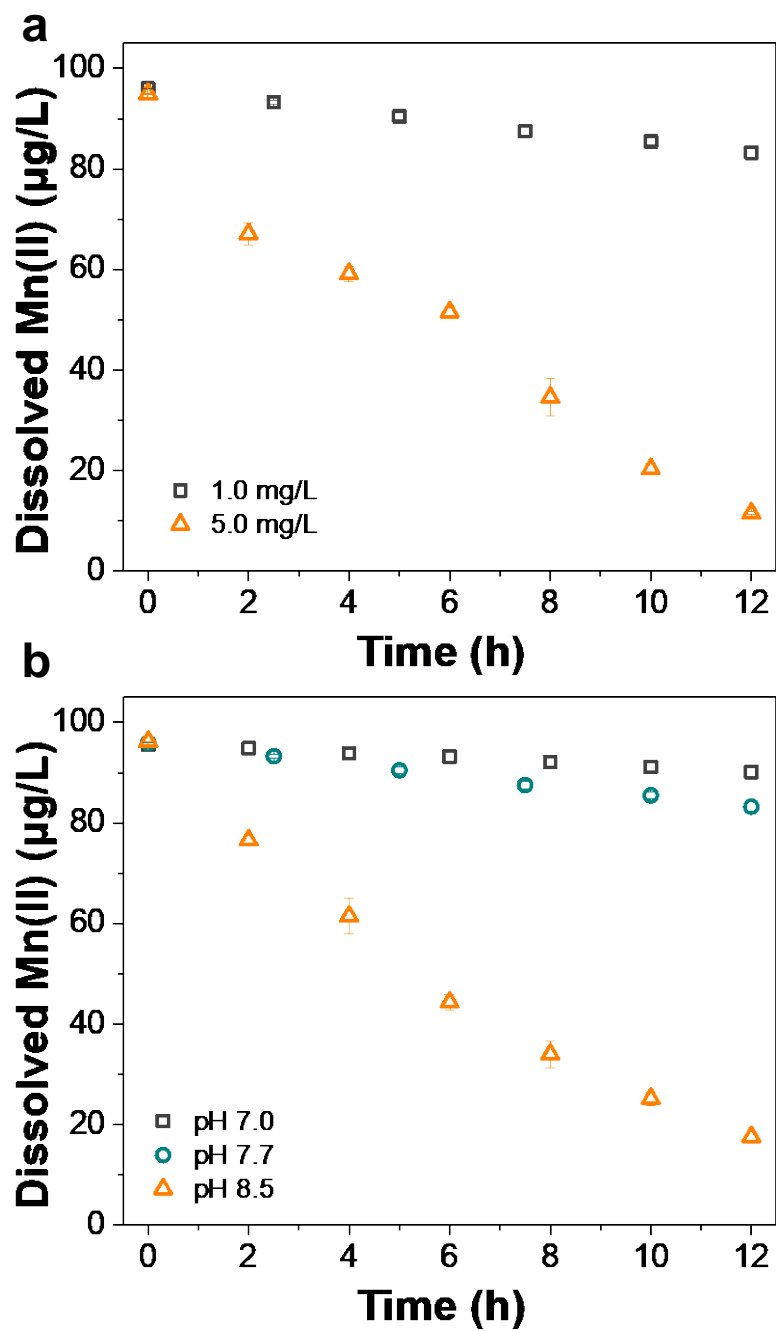 a
Dissolved Mn(II) (µg/L)
100
80
60
40
20
0
1.0 mg/L
5.0 mg/L
0 2 4 6 8 10 12
Time (h)
b
Dissolved Mn(II) (µg/L)
100
80
60
40
20
0
pH 7.0
pH 7.7
pH 8.5
0 2 4 6 8 10 12
Time (h)